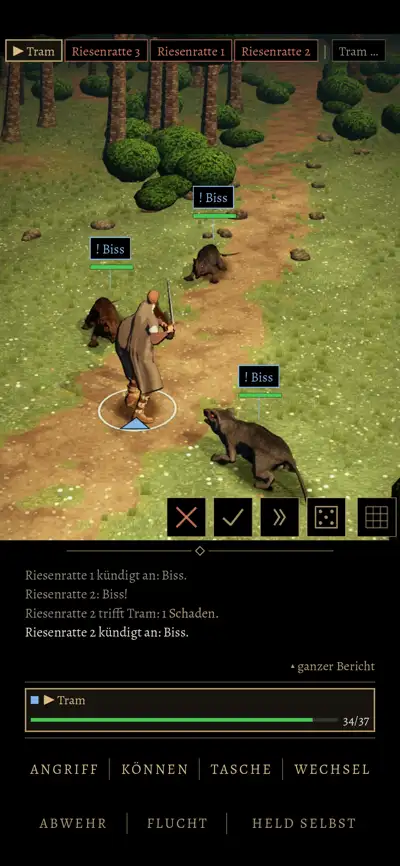 ▶ Tram Riesenratte 3 Riesenratte 1 Riesenratte 2 | Tram ...
! Biss
! Biss
! Biss
Riesenratte 1 kündigt an: Biss.
Riesenratte 2: Biss!
Riesenratte 2 trifft Tram: 1 Schaden.
Riesenratte 2 kündigt an: Biss.
▴ ganzer Bericht
▶ Tram
34/37
ANGRIFF | KÖNNEN | TASCHE | WECHSEL
ABWEHR | FLUCHT | HELD SELBST